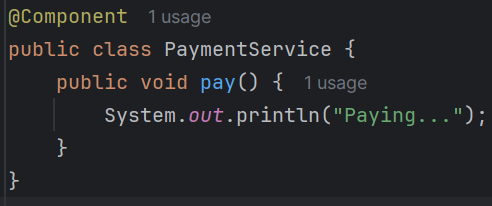 @Component 1 usage
public class PaymentService {
    public void pay() { 1 usage
        System.out.println("Paying...");
    }
}